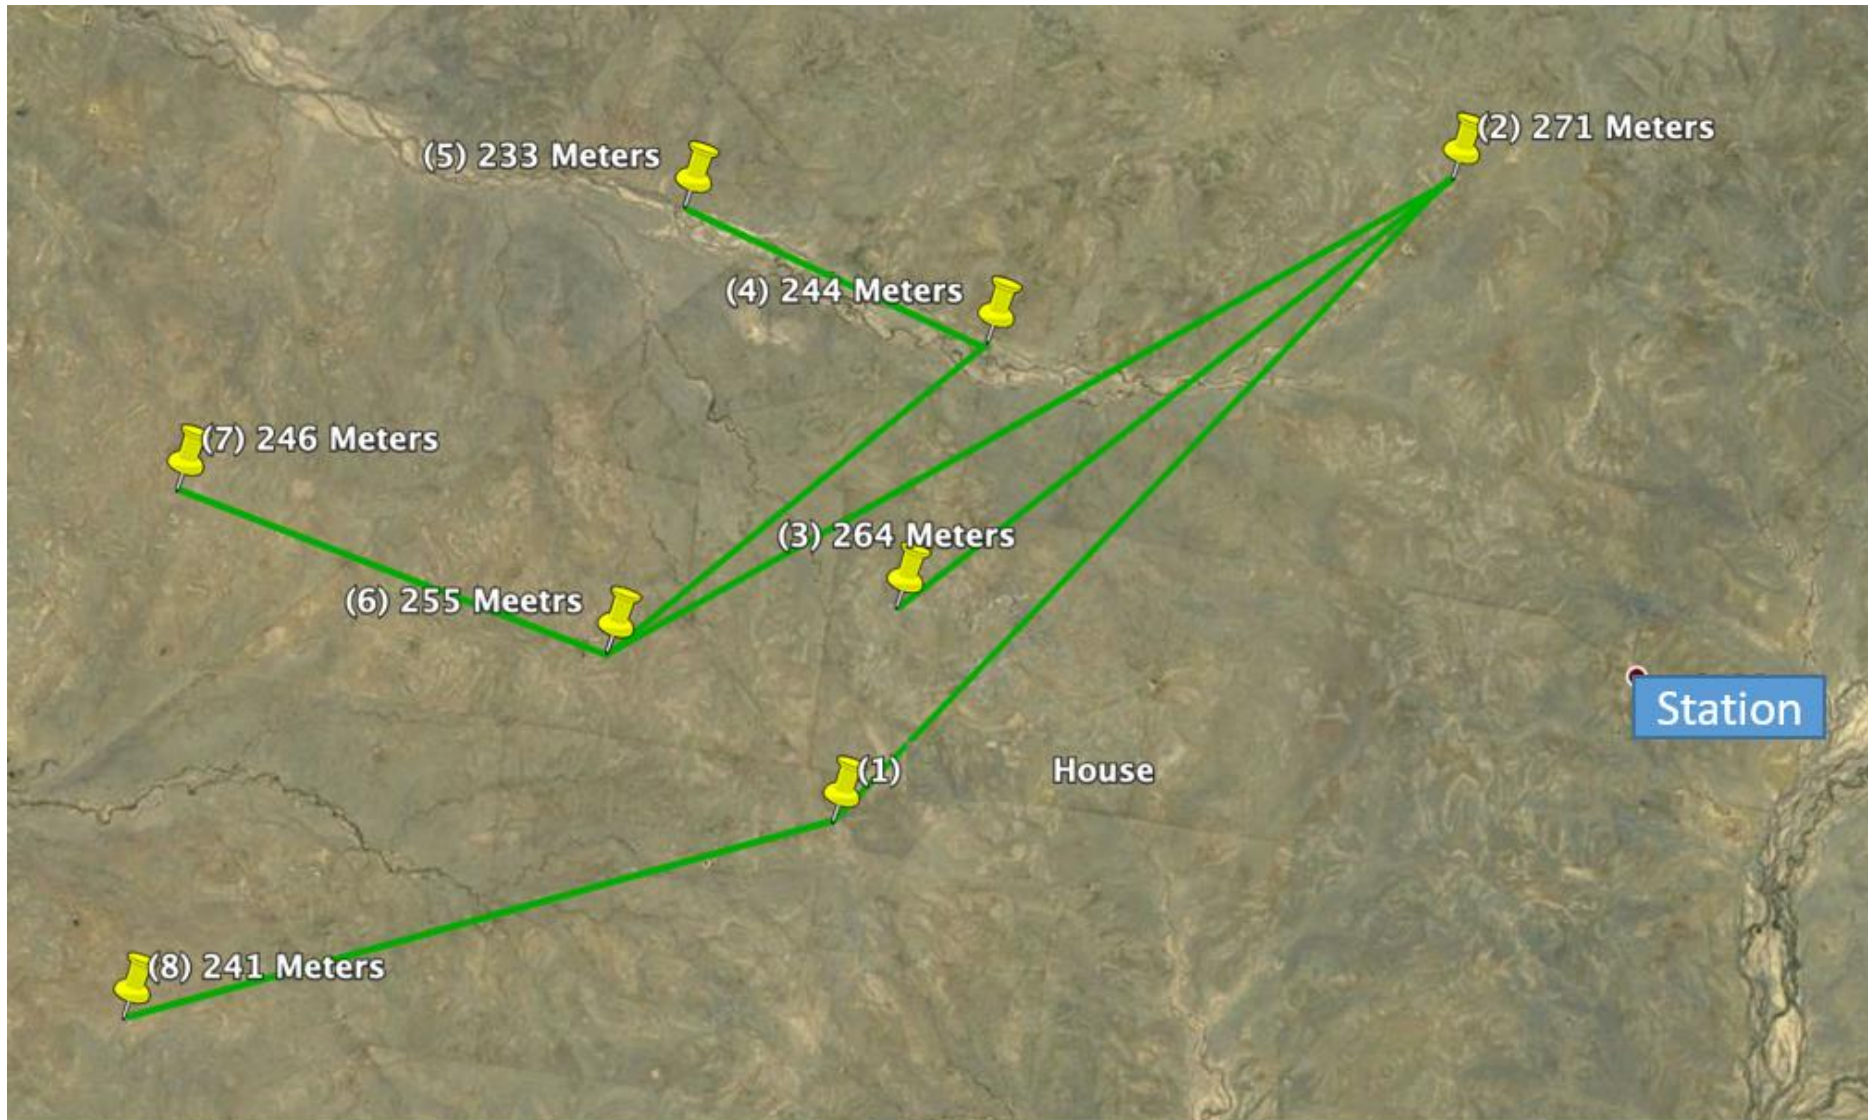 (2) 271 Meters
(5) 233 Meters
(4) 244 Meters
(7) 246 Meters
(3) 264 Meters
(6) 255 Meetrs
Station
(1) House
(8) 241 Meters